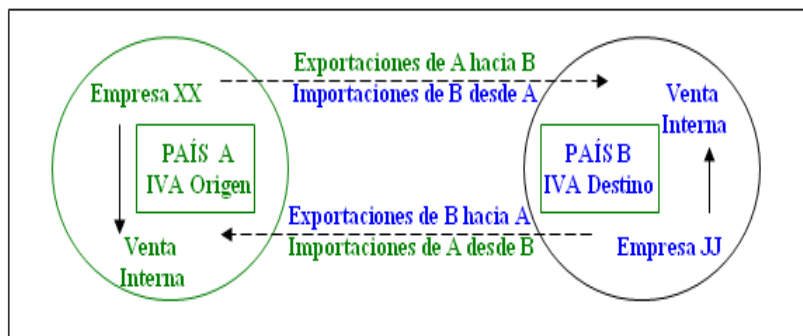 Exportaciones de A hacia B
Importaciones de B desde A
Empresa XX
PAÍS A
IVA Origen
Venta
Interna
Venta
Interna
PAÍS B
IVA Destino
Empresa JJ
Exportaciones de B hacia A
Importaciones de A desde B